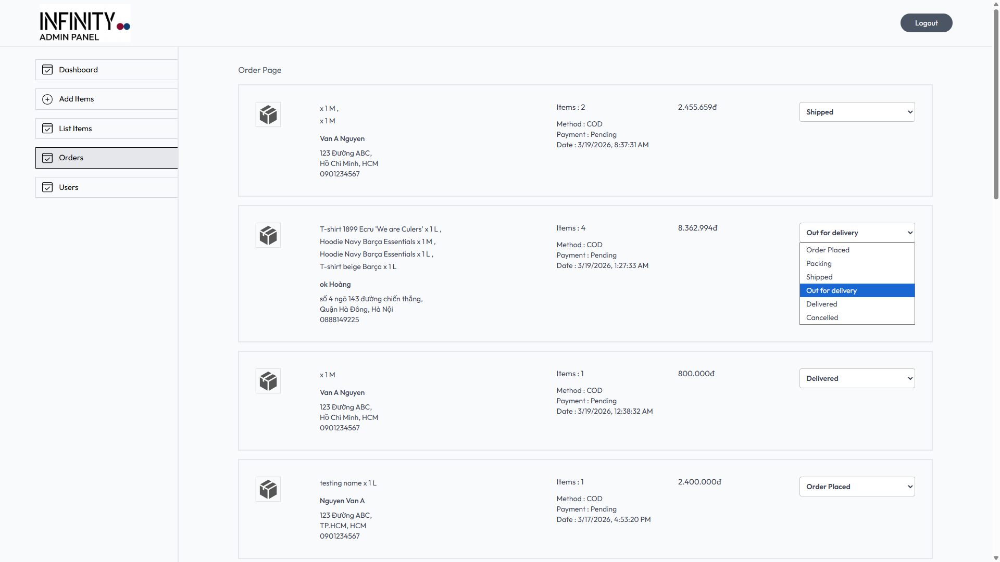 INFINITY
ADMIN PANEL
Logout
Dashboard
Add Items
List Items
Orders
Users
Order Page
x 1 M ,
x 1 M
Van A Nguyen
123 Đường ABC,
Hồ Chí Minh, HCM
0901234567
Items : 2
Method : COD
Payment : Pending
Date : 3/19/2026, 8:37:31 AM
2.455.659đ
Shipped
T-shirt 1899 Ecru 'We are Culers' x 1 L ,
Hoodie Navy Barça Essentials x 1 M ,
Hoodie Navy Barça Essentials x 1 L ,
T-shirt beige Barça x 1 L
ok Hoàng
số 4 ngõ 143 đường chiến thắng,
Quận Hà Đông, Hà Nội
0888149225
Items : 4
Method : COD
Payment : Pending
Date : 3/19/2026, 1:27:33 AM
8.362.994đ
Out for delivery
Order Placed
Packing
Shipped
Out for delivery
Delivered
Cancelled
x 1 M
Van A Nguyen
123 Đường ABC,
Hồ Chí Minh, HCM
0901234567
Items : 1
Method : COD
Payment : Pending
Date : 3/19/2026, 12:38:32 AM
800.000đ
Delivered
testing name x 1 L
Nguyen Van A
123 Đường ABC,
TP.HCM, HCM
0901234567
Items : 1
Method : COD
Payment : Pending
Date : 3/17/2026, 4:53:20 PM
2.400.000đ
Order Placed